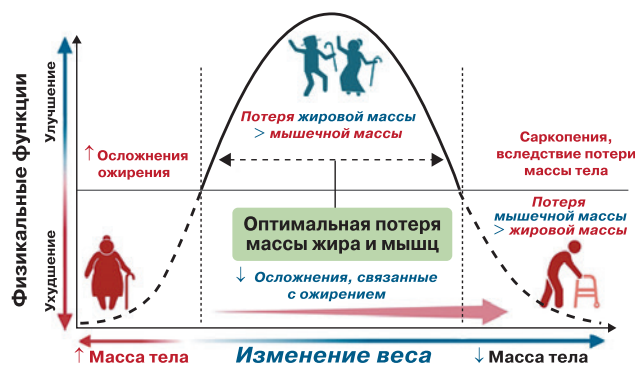 Физикальные функции
Улучшение
Ухудшение
↑ Осложнения
ожирения
Потеря жировой массы
> мышечной массы
Саркопения,
вследствие потери
массы тела
Оптимальная потеря
массы жира и мышц
↓ Осложнения, связанные
с ожирением
Потеря
мышечной массы
> жировой массы
↑ Масса тела
Изменение веса
↓ Масса тела